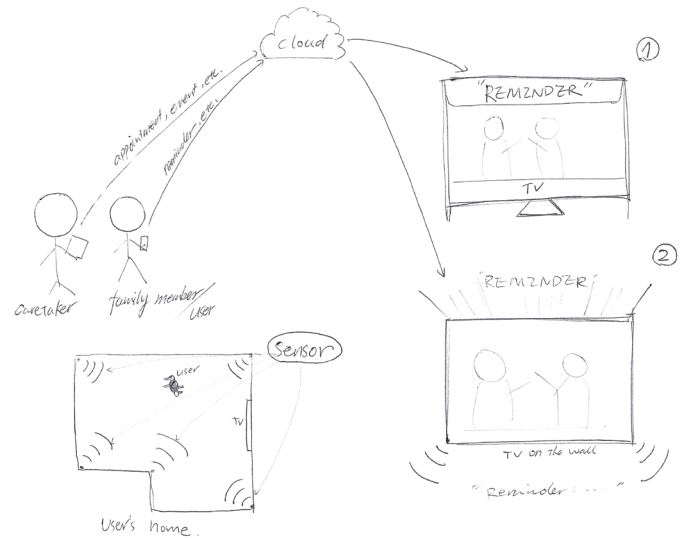 cloud
①
"REMINDER"
TV
appointment, event, etc.
reminder, etc.
caretaker
family member/
user
②
"REMINDER"
TV on the wall
"Reminder: ....."
Sensor
user
TV
User's home.